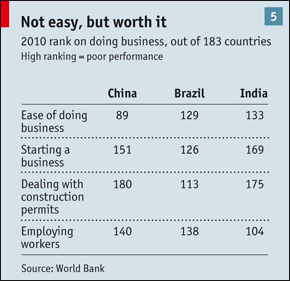 Not easy, but worth it
5
2010 rank on doing business, out of 183 countries
High ranking = poor performance
China Brazil India
Ease of doing
business 89 129 133
Starting a
business 151 126 169
Dealing with
construction
permits 180 113 175
Employing
workers 140 138 104
Source: World Bank